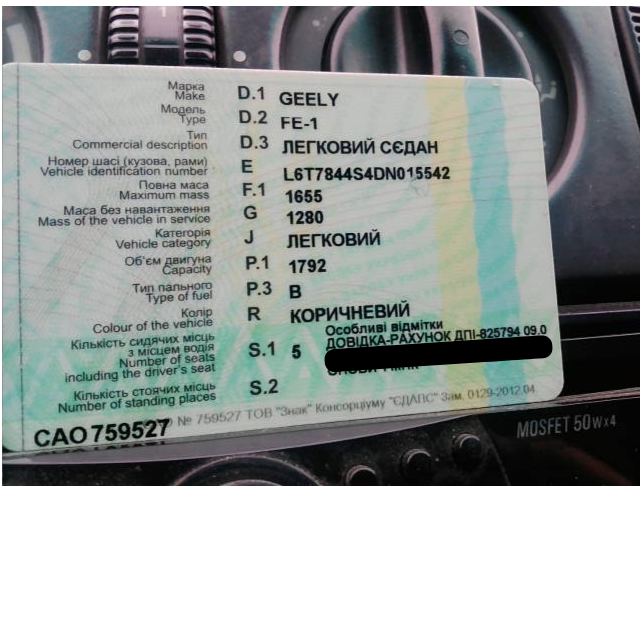 Марка
Make
D.1 GEELY
Модель
Type
D.2 FE-1
Тип
Commercial description
D.3 ЛЕГКОВИЙ СЄДАН
Номер шасі (кузова, рами)
Vehicle identification number
E L6T7844S4DN015542
Повна маса
Maximum mass
F.1 1655
Маса без навантаження
Mass of the vehicle in service
G 1280
Категорія
Vehicle category
J ЛЕГКОВИЙ
Об'єм двигуна
Capacity
P.1 1792
Тип пального
Type of fuel
P.3 B
Колір
Colour of the vehicle
R КОРИЧНЕВИЙ
Кількість сидячих місць
з місцем водія
Number of seats
including the driver's seat
S.1 5
Особливі відмітки
ДОВІДКА-РАХУНОК ДПІ-825794 09.0
Кількість стоячих місць
Number of standing places
S.2
№ 759527 ТОВ "Знак" Консорціуму "ЄДАПС" Зам. 0129-2012.04
САО759527
MOSFET 50Wx4